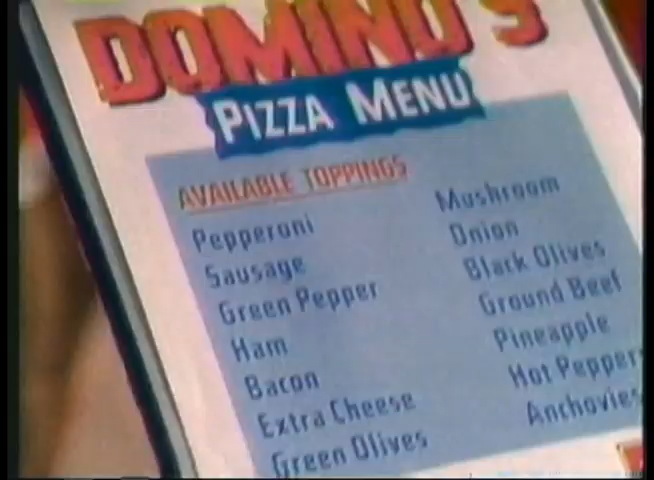 DOMINO'S
PIZZA MENU
AVAILABLE TOPPINGS
Pepperoni
Sausage
Green Pepper
Ham
Bacon
Extra Cheese
Green Olives
Mushroom
Onion
Black Olives
Ground Beef
Pineapple
Hot Peppers
Anchovies